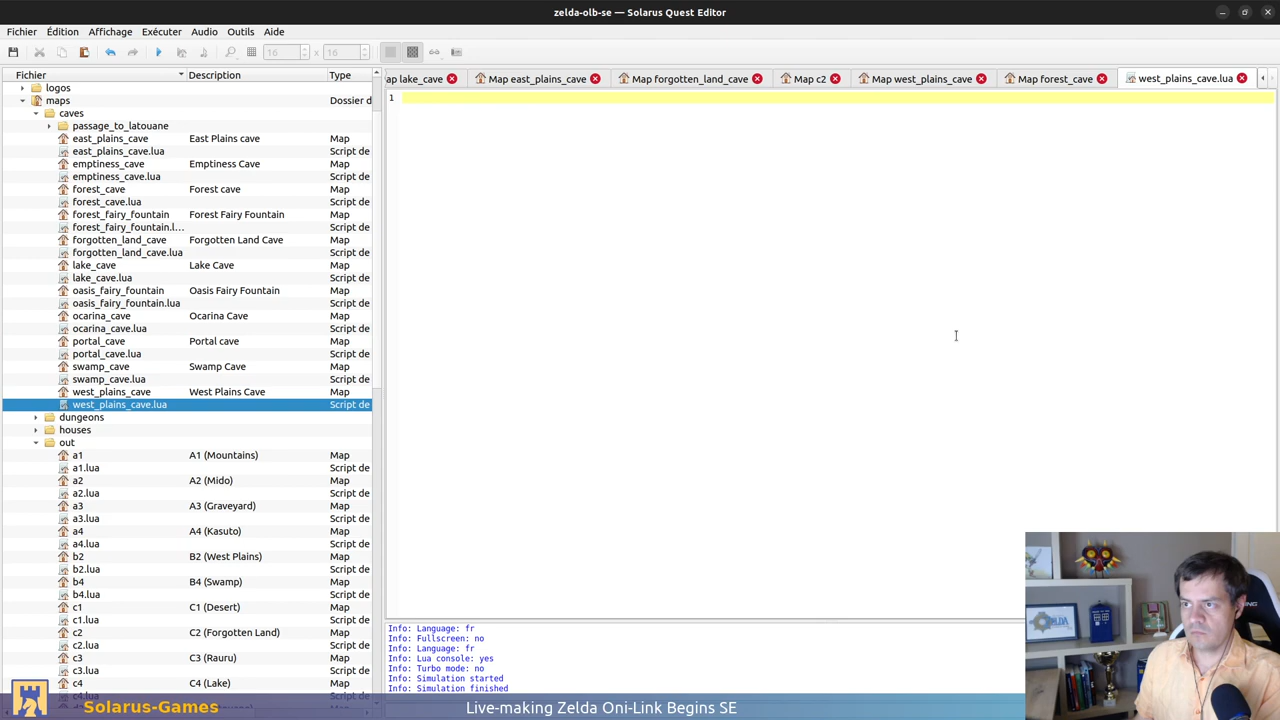 zelda-olb-se — Solarus Quest Editor
Fichier Édition Affichage Exécuter Audio Outils Aide
16 x 16
Fichier Description Type
ap lake_cave Map east_plains_cave Map forgotten_land_cave Map c2 Map west_plains_cave Map forest_cave west_plains_cave.lua
1
logos
maps Dossier d
caves
passage_to_latouane
east_plains_cave East Plains cave Map
east_plains_cave.lua Script de
emptiness_cave Emptiness Cave Map
emptiness_cave.lua Script de
forest_cave Forest cave Map
forest_cave.lua Script de
forest_fairy_fountain Forest Fairy Fountain Map
forest_fairy_fountain.l... Script de
forgotten_land_cave Forgotten Land Cave Map
forgotten_land_cave.lua Script de
lake_cave Lake Cave Map
lake_cave.lua Script de
oasis_fairy_fountain Oasis Fairy Fountain Map
oasis_fairy_fountain.lua Script de
ocarina_cave Ocarina Cave Map
ocarina_cave.lua Script de
portal_cave Portal cave Map
portal_cave.lua Script de
swamp_cave Swamp Cave Map
swamp_cave.lua Script de
west_plains_cave West Plains Cave Map
west_plains_cave.lua Script de
dungeons
houses
out
a1 A1 (Mountains) Map
a1.lua Script de
a2 A2 (Mido) Map
a2.lua Script de
a3 A3 (Graveyard) Map
a3.lua Script de
a4 A4 (Kasuto) Map
a4.lua Script de
b2 B2 (West Plains) Map
b2.lua Script de
b4 B4 (Swamp) Map
b4.lua Script de
c1 C1 (Desert) Map
c1.lua Script de
c2 C2 (Forgotten Land) Map
c2.lua Script de
c3 C3 (Rauru) Map
c3.lua Script de
c4 C4 (Lake) Map
Info: Language: fr
Info: Fullscreen: no
Info: Language: fr
Info: Lua console: yes
Info: Turbo mode: no
Info: Simulation started
Info: Simulation finished
Solarus-Games
Live-making Zelda Oni-Link Begins SE